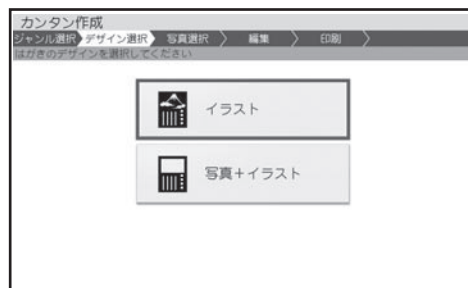 カンタン作成
ジャンル選択 デザイン選択 写真選択 編集 印刷
はがきのデザインを選択してください
イラスト
写真+イラスト